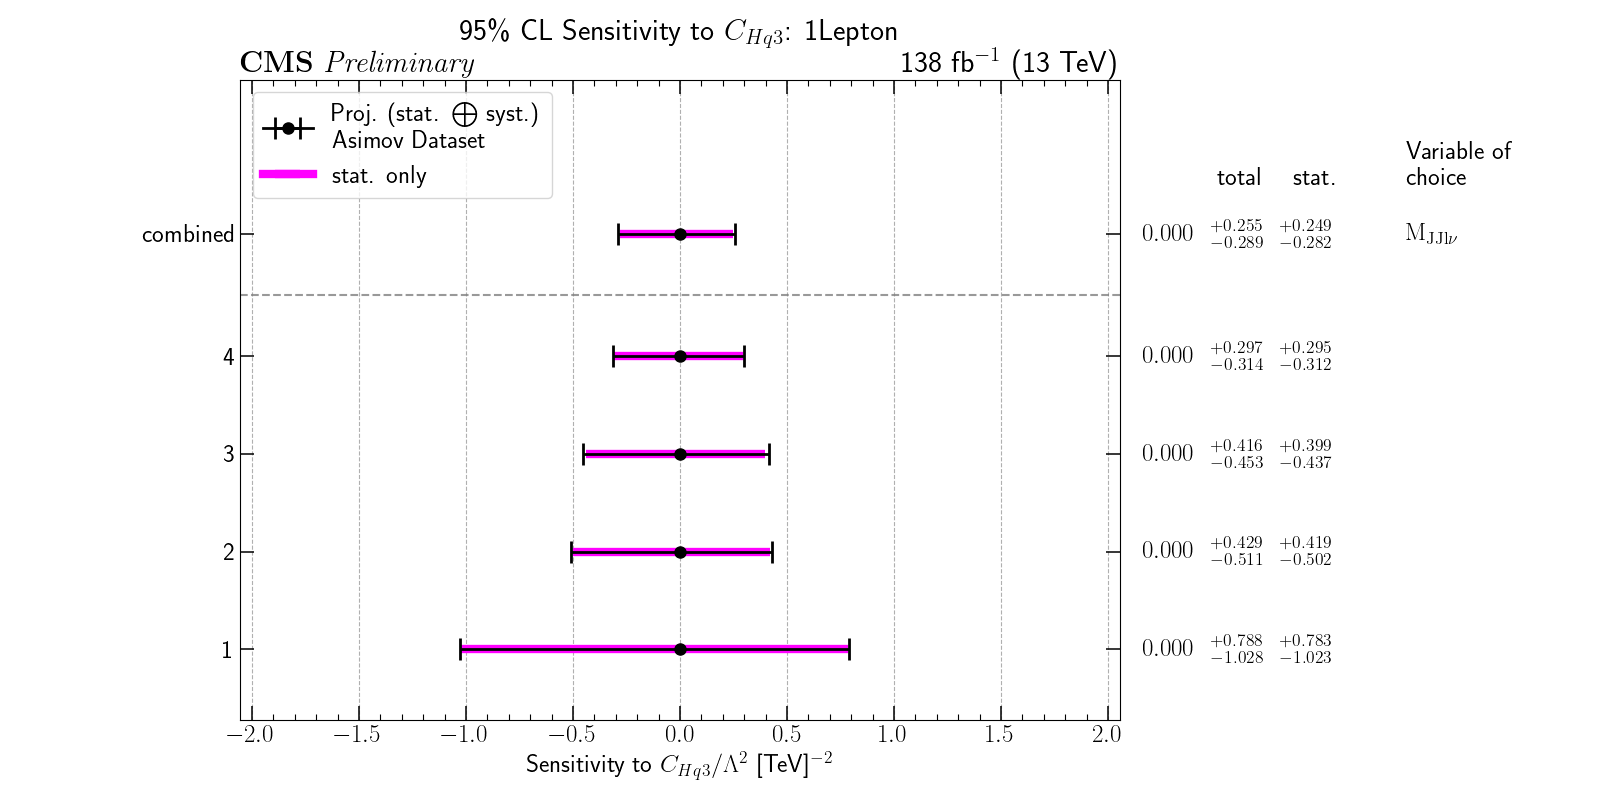 95% CL Sensitivity to C_{Hq3}: 1Lepton
CMS Preliminary
138 fb^{−1} (13 TeV)
Proj. (stat. ⨁ syst.)
Asimov Dataset
stat. only
Variable of
choice
total stat.
combined 0.000 +0.255 −0.289 +0.249 −0.282 M_{JJlν}
4 0.000 +0.297 −0.314 +0.295 −0.312
3 0.000 +0.416 −0.453 +0.399 −0.437
2 0.000 +0.429 −0.511 +0.419 −0.502
1 0.000 +0.788 −1.028 +0.783 −1.023
−2.0 −1.5 −1.0 −0.5 0.0 0.5 1.0 1.5 2.0
Sensitivity to C_{Hq3}/Λ^{2} [TeV]^{−2}